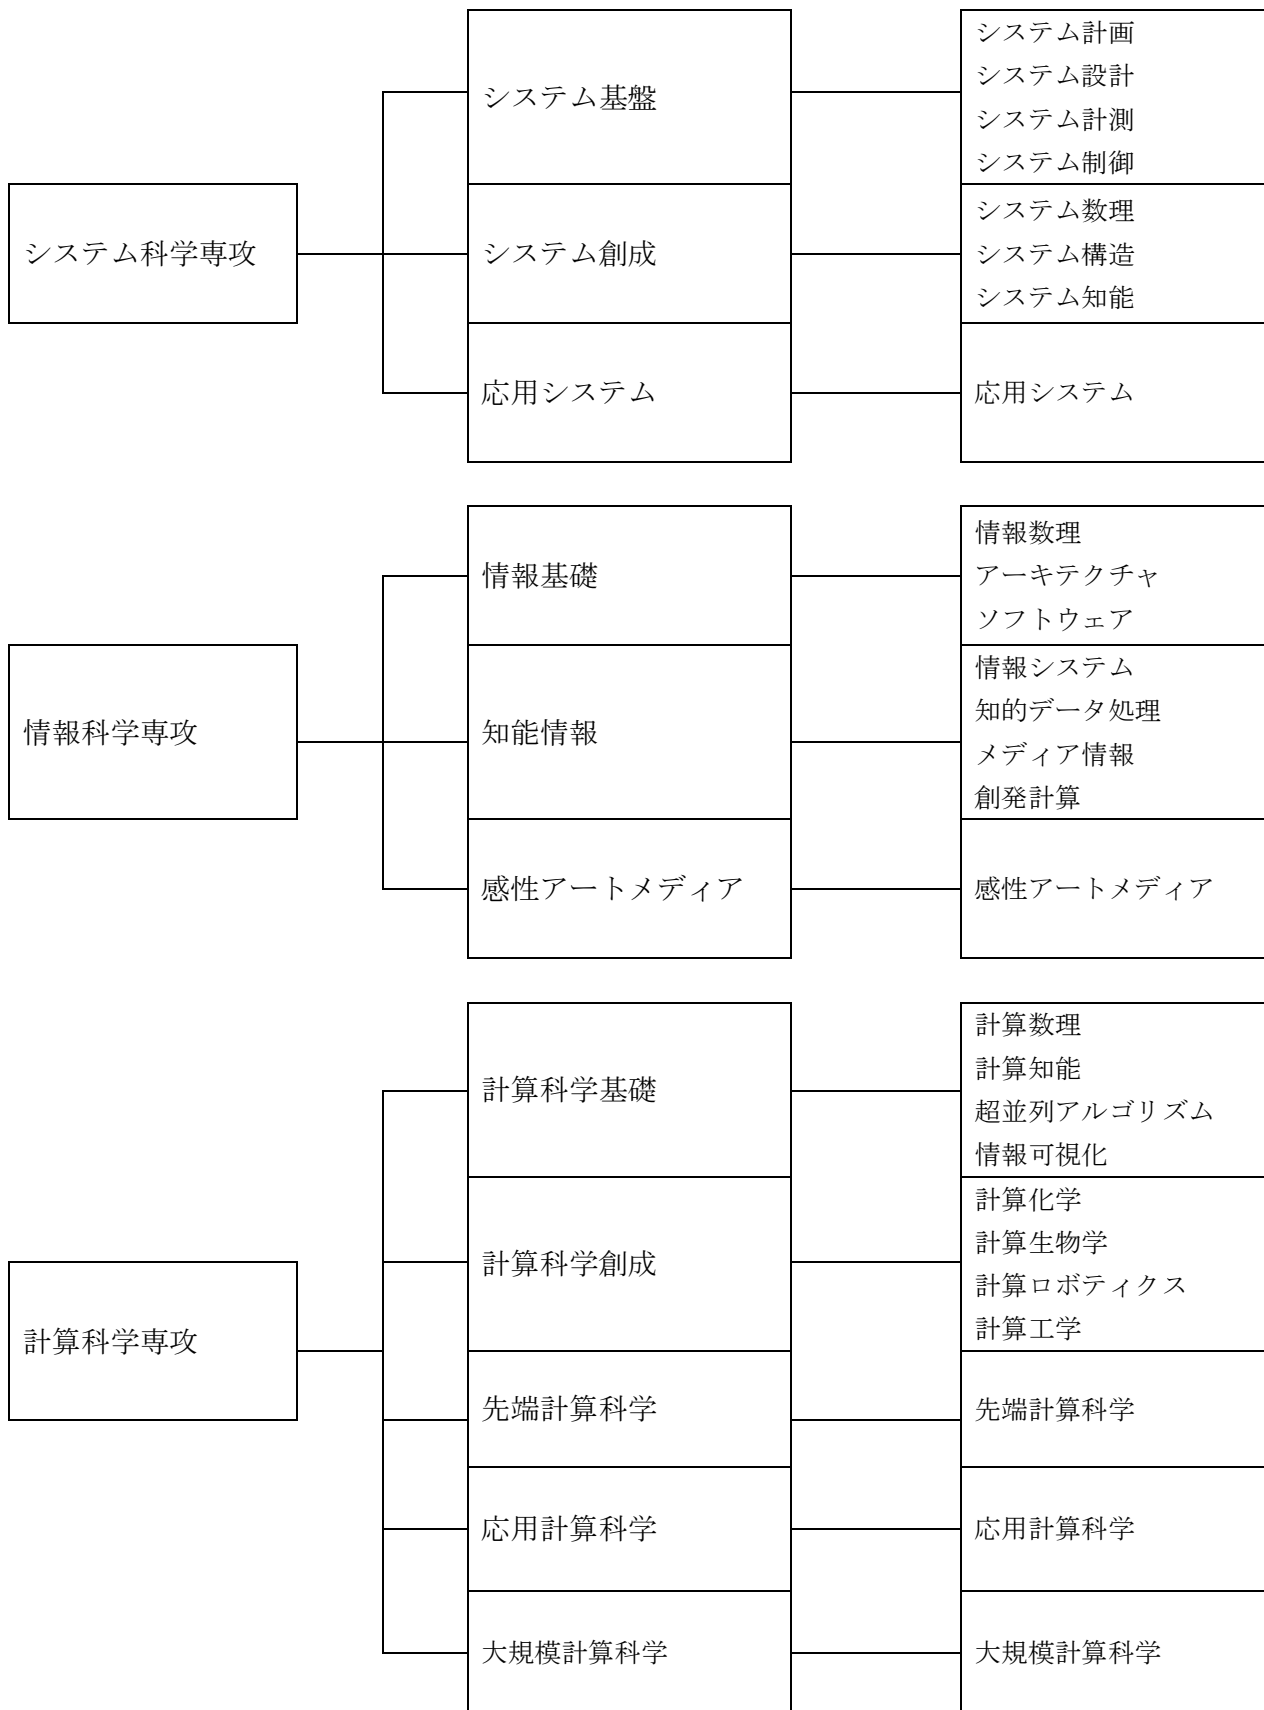 システム科学専攻
システム基盤
システム計画
システム設計
システム計測
システム制御
システム創成
システム数理
システム構造
システム知能
応用システム
応用システム
情報科学専攻
情報基礎
情報数理
アーキテクチャ
ソフトウェア
知能情報
情報システム
知的データ処理
メディア情報
創発計算
感性アートメディア
感性アートメディア
計算科学専攻
計算科学基礎
計算数理
計算知能
超並列アルゴリズム
情報可視化
計算科学創成
計算化学
計算生物学
計算ロボティクス
計算工学
先端計算科学
先端計算科学
応用計算科学
応用計算科学
大規模計算科学
大規模計算科学